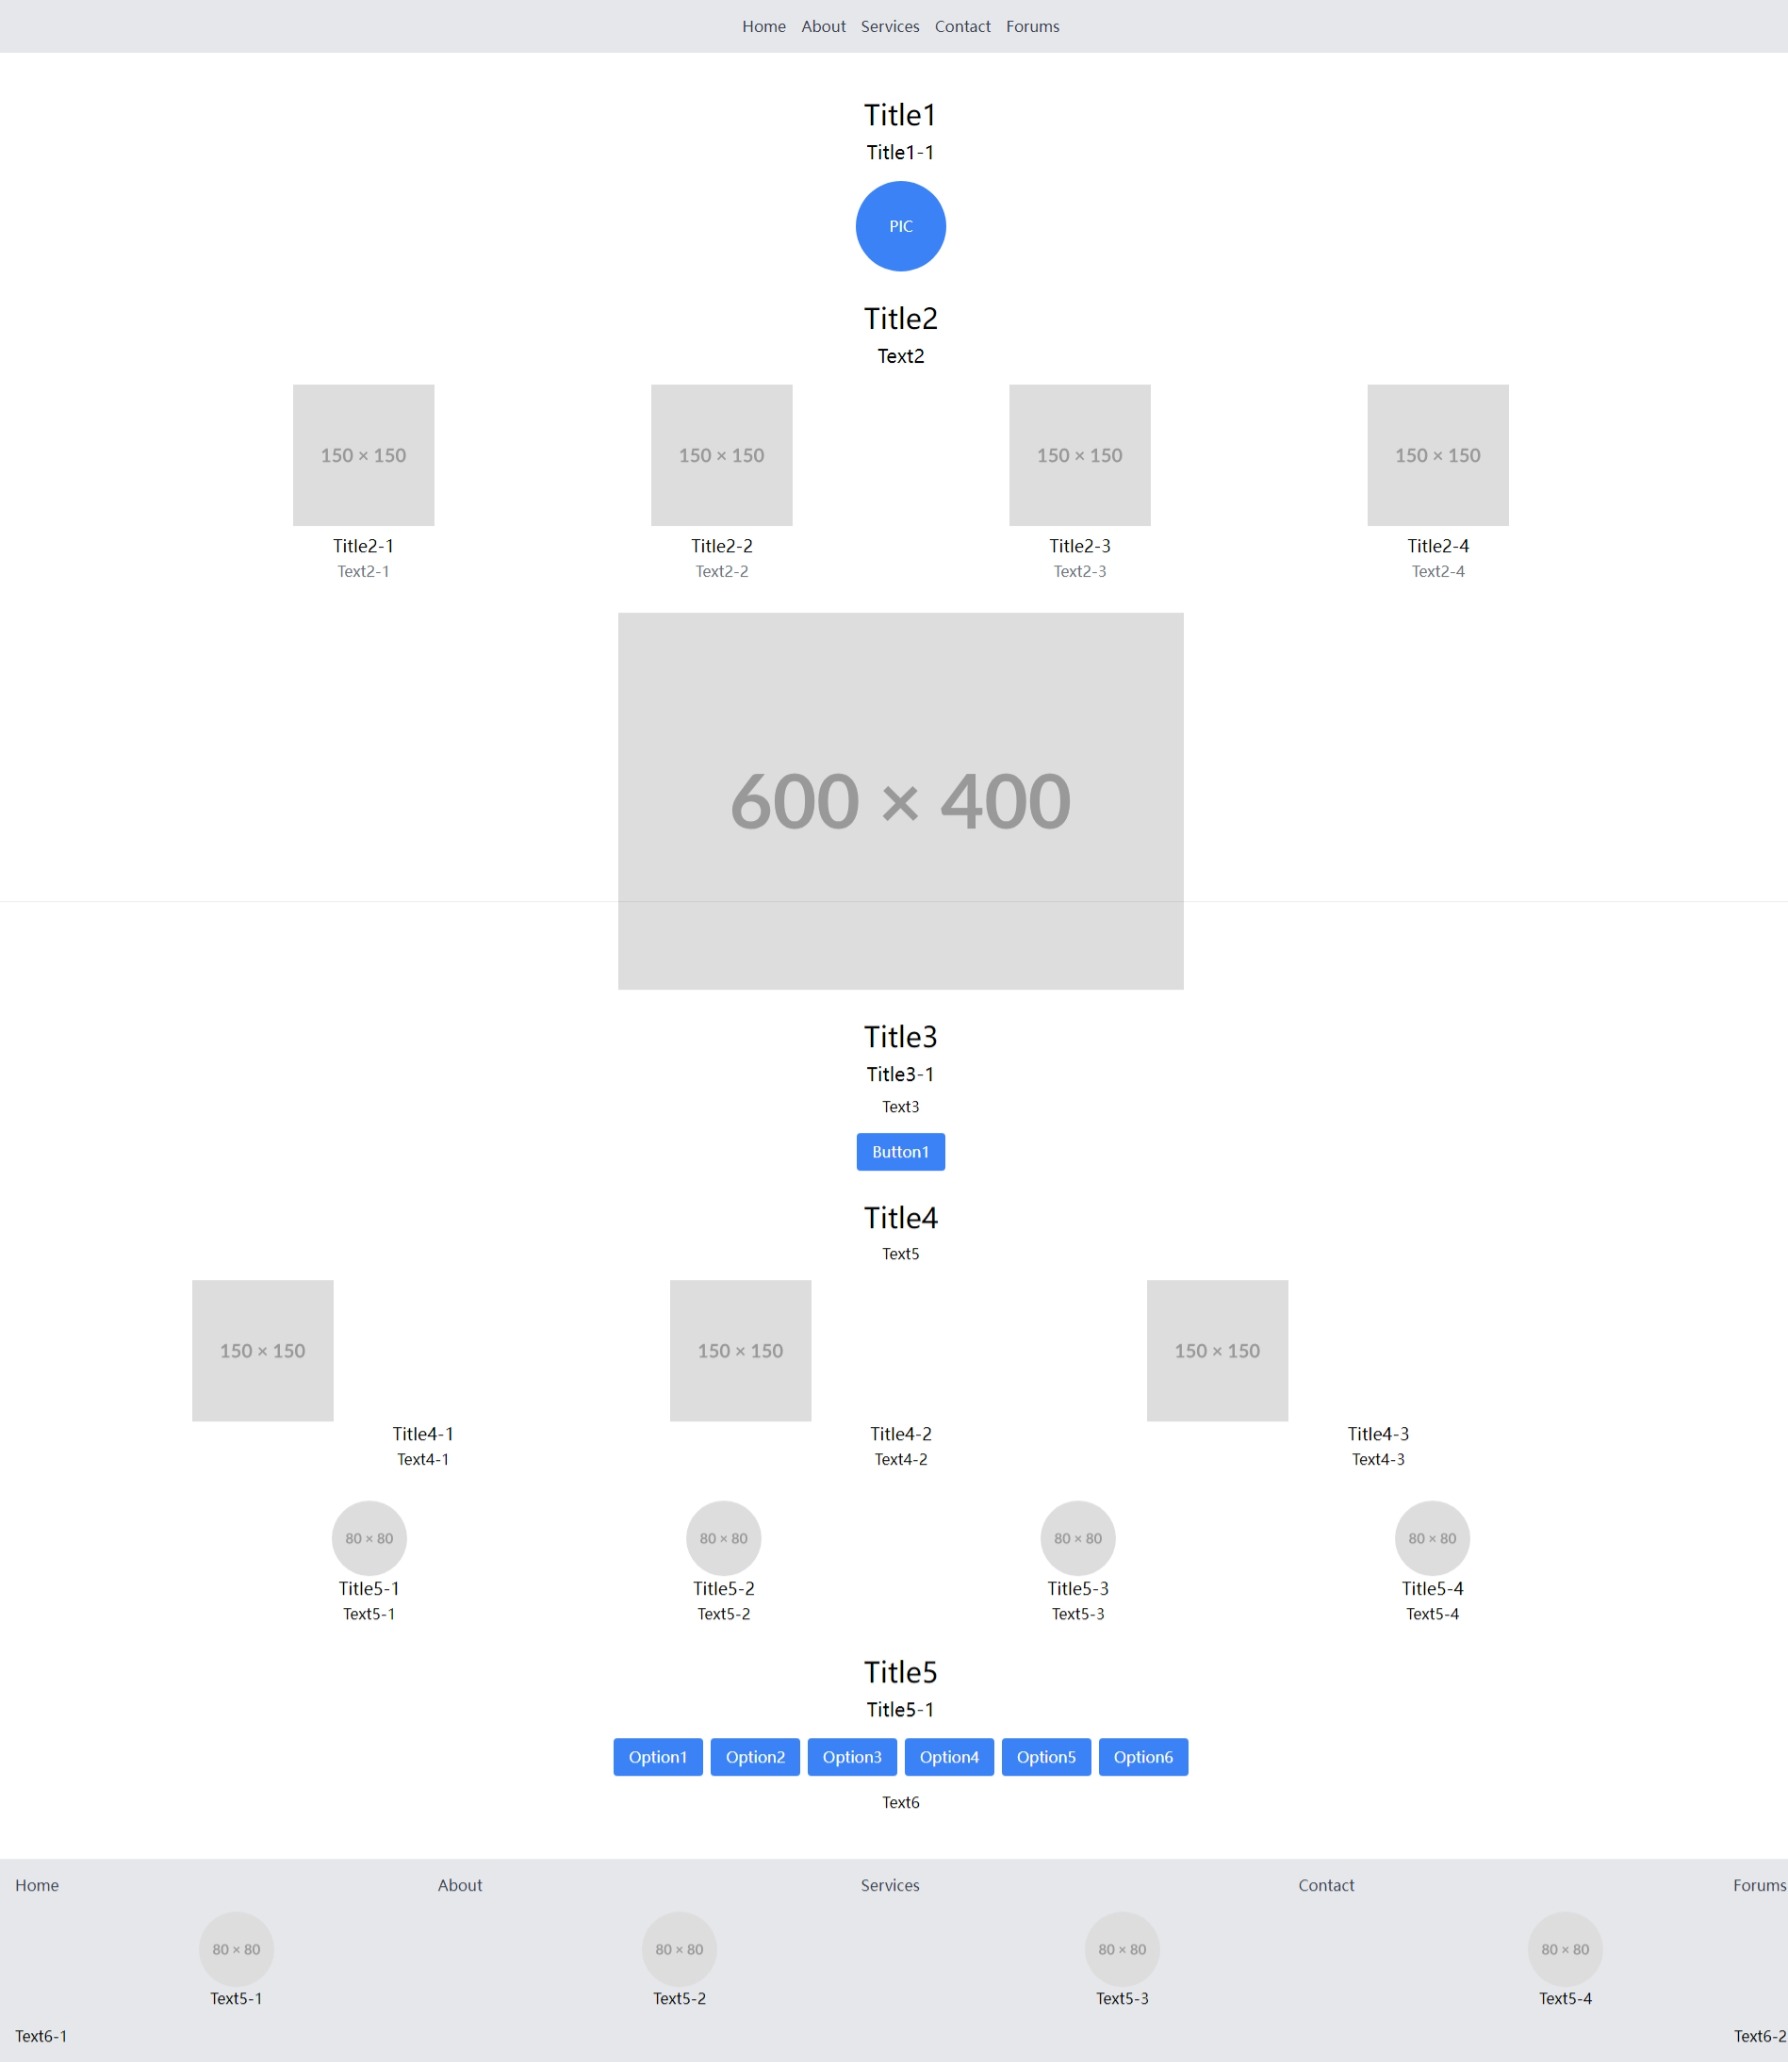 Home About Services Contact Forums
Title1
Title1-1
PIC
Title2
Text2
150 × 150 150 × 150 150 × 150 150 × 150
Title2-1 Title2-2 Title2-3 Title2-4
Text2-1 Text2-2 Text2-3 Text2-4
600 × 400
Title3
Title3-1
Text3
Button1
Title4
Text5
150 × 150 150 × 150 150 × 150
Title4-1 Title4-2 Title4-3
Text4-1 Text4-2 Text4-3
80 × 80 80 × 80 80 × 80 80 × 80
Title5-1 Title5-2 Title5-3 Title5-4
Text5-1 Text5-2 Text5-3 Text5-4
Title5
Title5-1
Option1 Option2 Option3 Option4 Option5 Option6
Text6
Home About Services Contact Forums
80 × 80 80 × 80 80 × 80 80 × 80
Text5-1 Text5-2 Text5-3 Text5-4
Text6-1 Text6-2